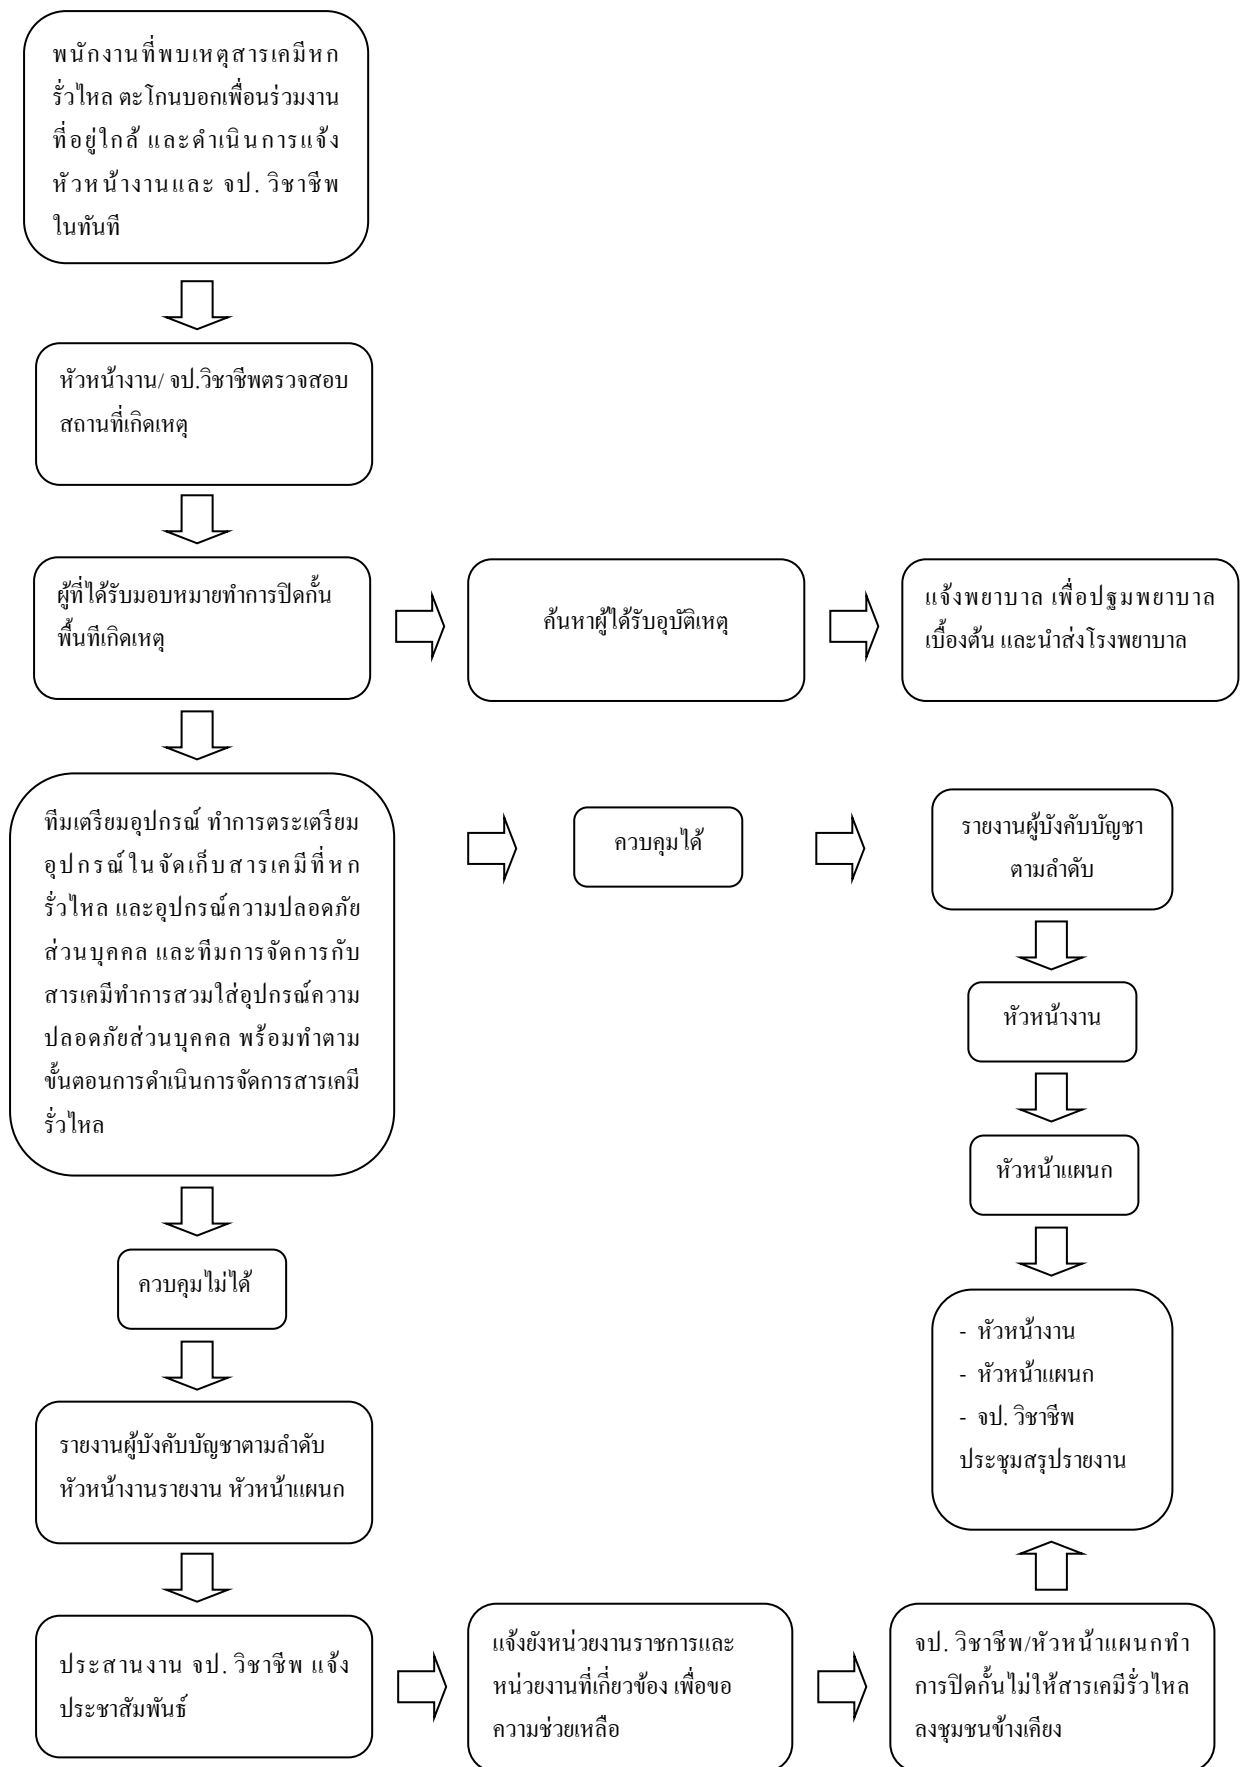 พนักงานที่พบเหตุสารเคมีหก
รั่วไหล ตะโกนบอกเพื่อนร่วมงาน
ที่อยู่ใกล้ และดำเนินการแจ้ง
หัวหน้างานและ จป. วิชาชีพ
ในทันที
หัวหน้างาน/ จป.วิชาชีพตรวจสอบ
สถานที่เกิดเหตุ
ผู้ที่ได้รับมอบหมายทำการปิดกั้น
พื้นทีเกิดเหตุ
ค้นหาผู้ได้รับอุบัติเหตุ
แจ้งพยาบาล เพื่อปฐมพยาบาล
เบื้องต้น และนำส่งโรงพยาบาล
ทีมเตรียมอุปกรณ์ ทำการตระเตรียม
อุปกรณ์ในจัดเก็บสารเคมีที่หก
รั่วไหล และอุปกรณ์ความปลอดภัย
ส่วนบุคคล และทีมการจัดการกับ
สารเคมีทำการสวมใส่อุปกรณ์ความ
ปลอดภัยส่วนบุคคล พร้อมทำตาม
ขั้นตอนการดำเนินการจัดการสารเคมี
รั่วไหล
ควบคุมได้
รายงานผู้บังคับบัญชา
ตามลำดับ
หัวหน้างาน
หัวหน้าแผนก
- หัวหน้างาน
- หัวหน้าแผนก
- จป. วิชาชีพ
ประชุมสรุปรายงาน
ควบคุมไม่ได้
รายงานผู้บังคับบัญชาตามลำดับ
หัวหน้างานรายงาน หัวหน้าแผนก
ประสานงาน จป. วิชาชีพ แจ้ง
ประชาสัมพันธ์
แจ้งยังหน่วยงานราชการและ
หน่วยงานที่เกี่ยวข้อง เพื่อขอ
ความช่วยเหลือ
จป. วิชาชีพ/หัวหน้าแผนกทำ
การปิดกั้นไม่ให้สารเคมีรั่วไหล
ลงชุมชนข้างเคียง